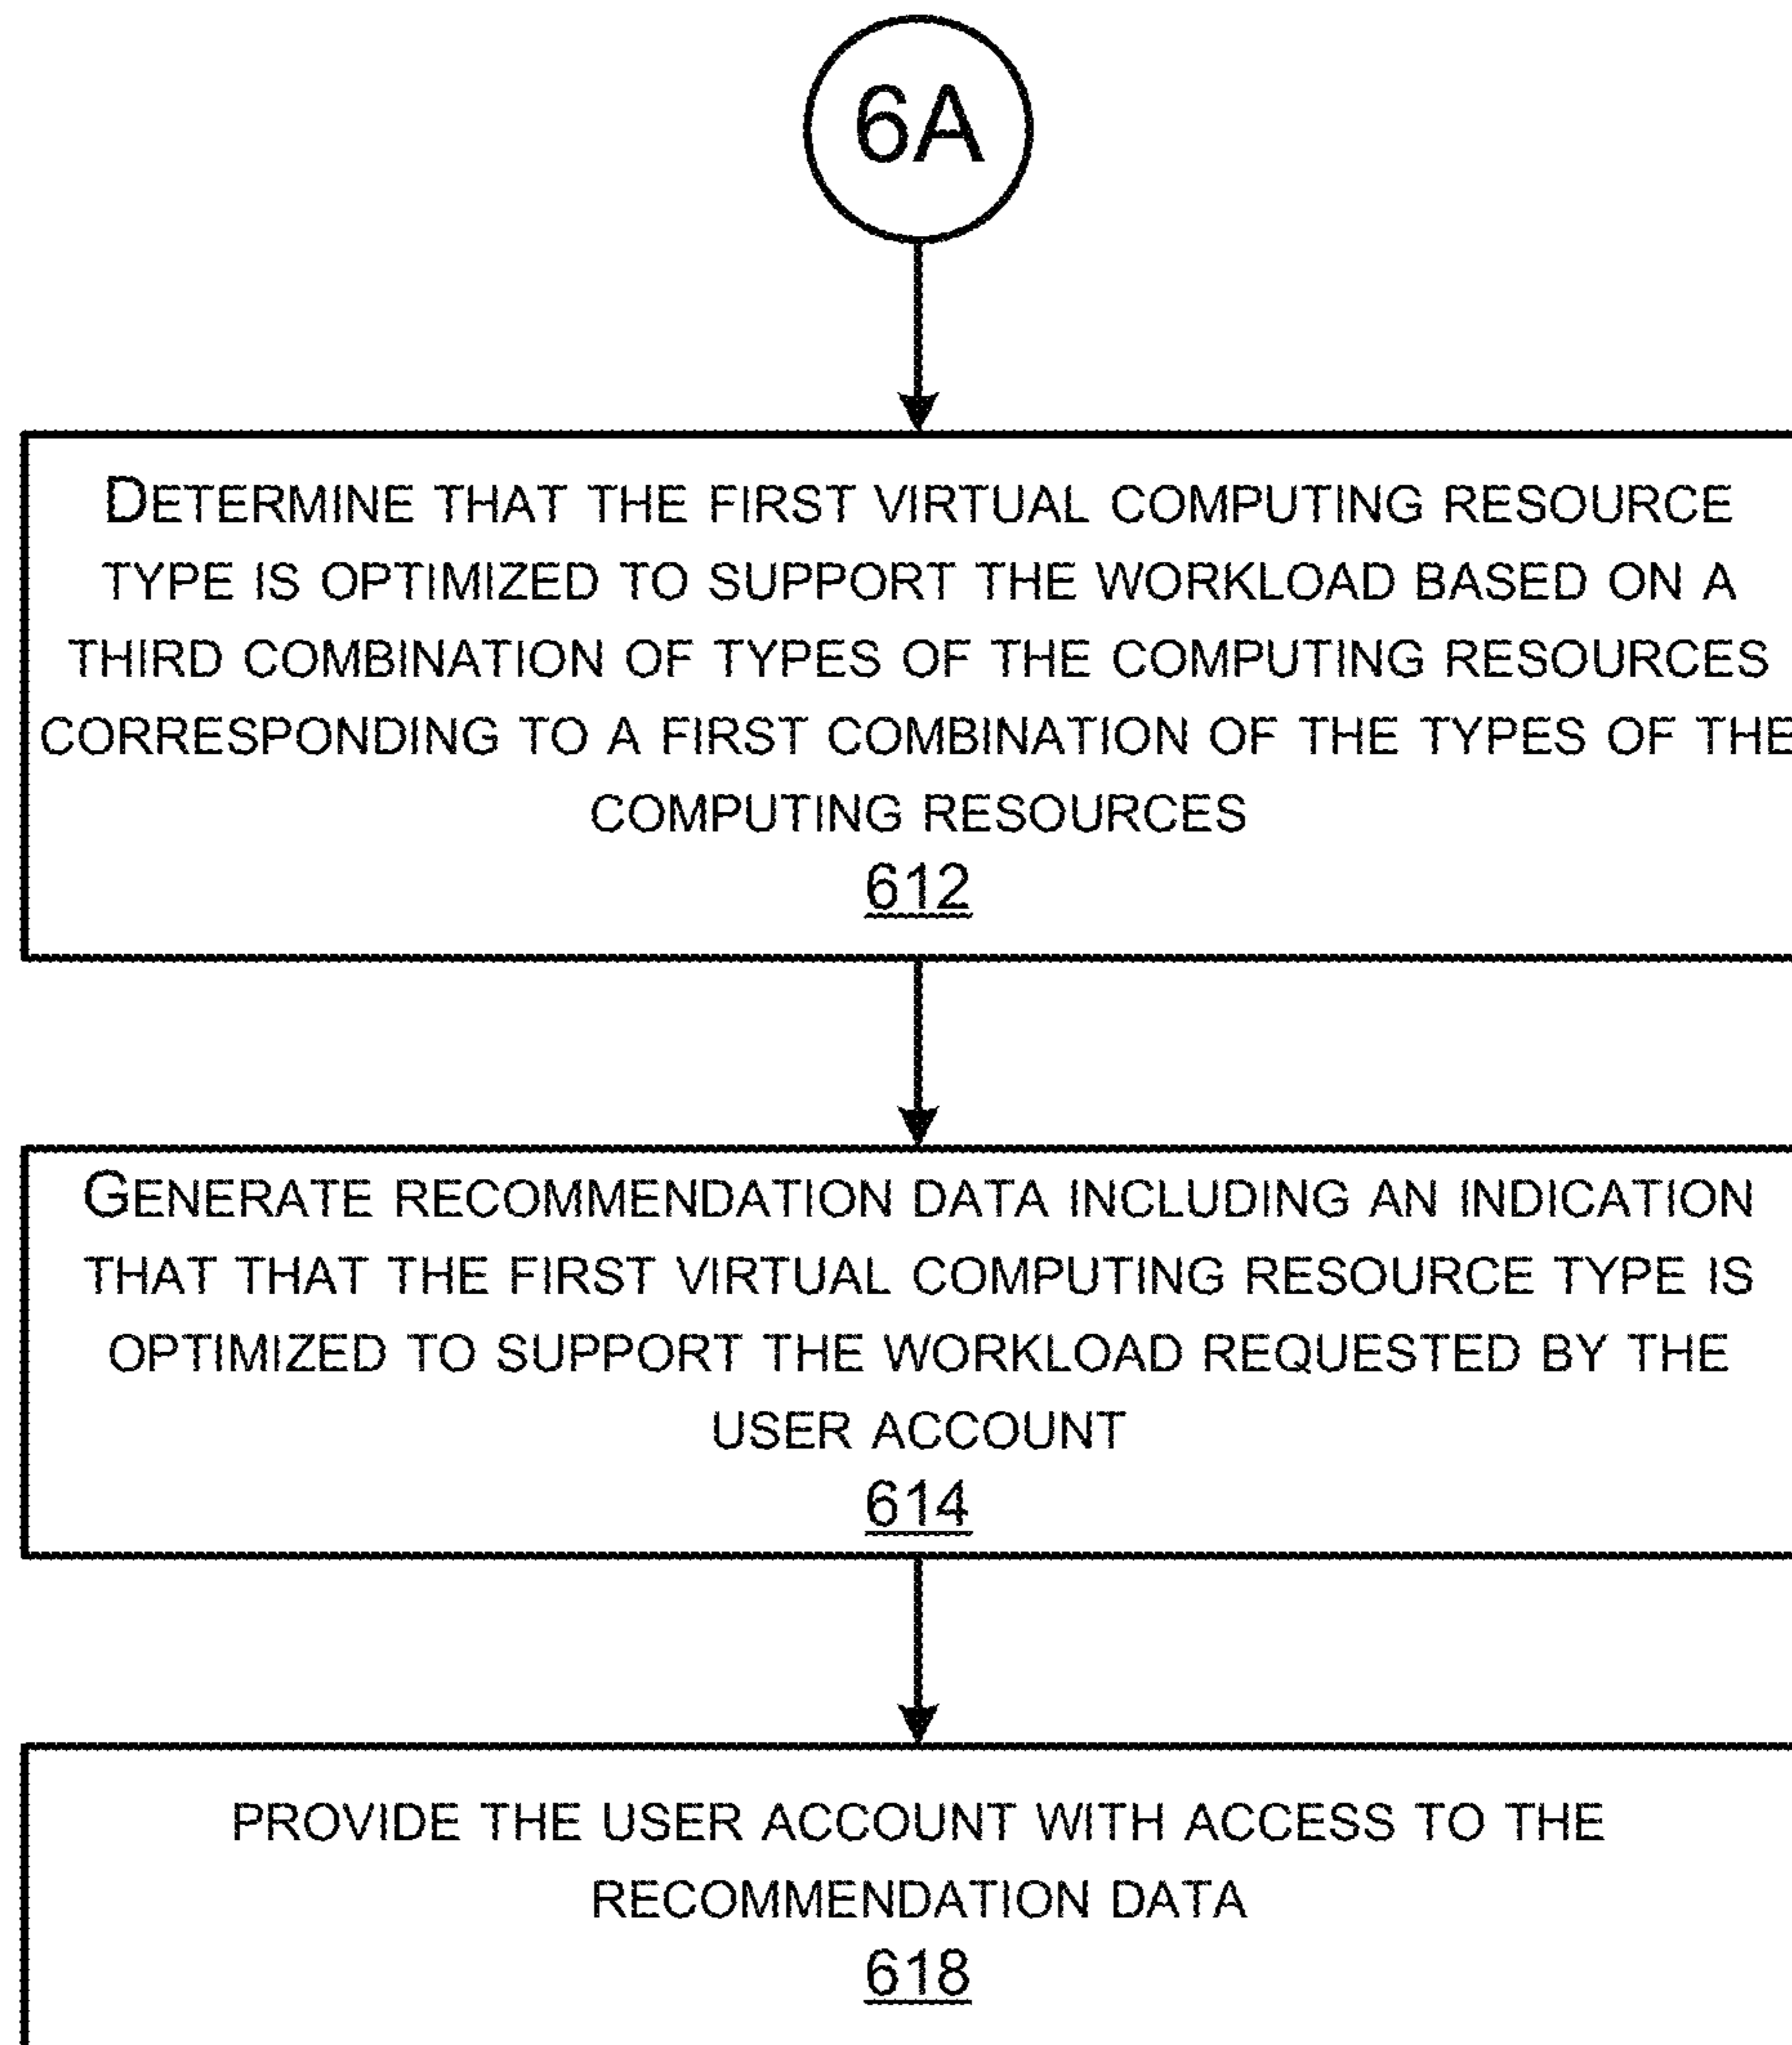 6A
DETERMINE THAT THE FIRST VIRTUAL COMPUTING RESOURCE
TYPE IS OPTIMIZED TO SUPPORT THE WORKLOAD BASED ON A
THIRD COMBINATION OF TYPES OF THE COMPUTING RESOURCES
CORRESPONDING TO A FIRST COMBINATION OF THE TYPES OF THE
COMPUTING RESOURCES
612
GENERATE RECOMMENDATION DATA INCLUDING AN INDICATION
THAT THAT THE FIRST VIRTUAL COMPUTING RESOURCE TYPE IS
OPTIMIZED TO SUPPORT THE WORKLOAD REQUESTED BY THE
USER ACCOUNT
614
PROVIDE THE USER ACCOUNT WITH ACCESS TO THE
RECOMMENDATION DATA
618